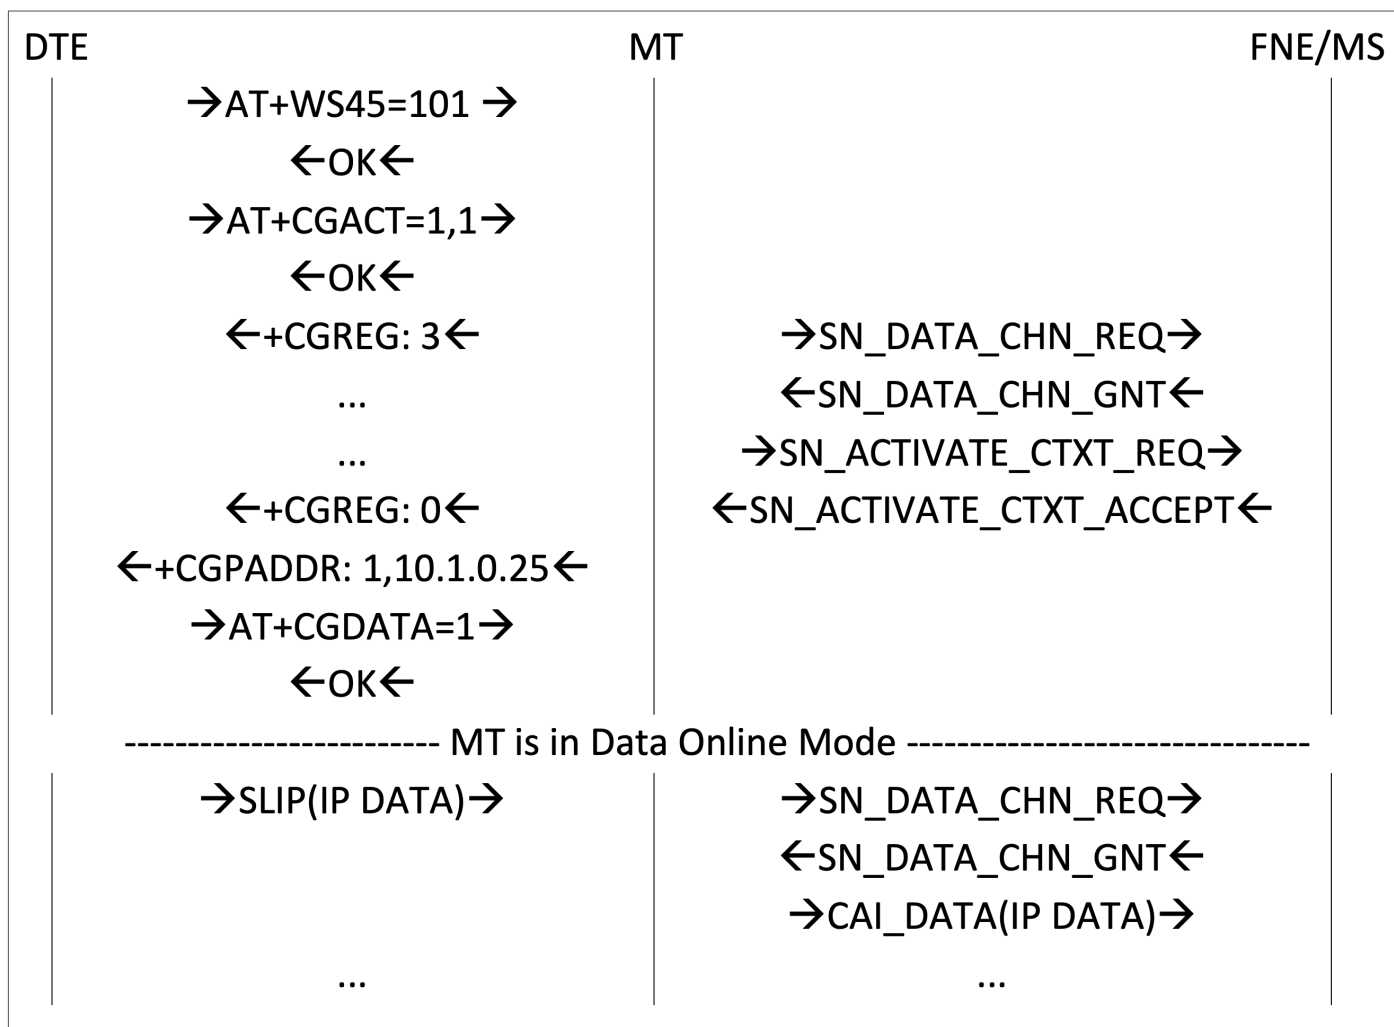 DTE MT FNE/MS
→AT+WS45=101 →
←OK←
→AT+CGACT=1,1→
←OK←
←+CGREG: 3← →SN_DATA_CHN_REQ→
... ←SN_DATA_CHN_GNT←
... →SN_ACTIVATE_CTXT_REQ→
←+CGREG: 0← ←SN_ACTIVATE_CTXT_ACCEPT←
←+CGPADDR: 1,10.1.0.25←
→AT+CGDATA=1→
←OK←
------------------------- MT is in Data Online Mode --------------------------------
→SLIP(IP DATA)→ →SN_DATA_CHN_REQ→
←SN_DATA_CHN_GNT←
→CAI_DATA(IP DATA)→
... ...